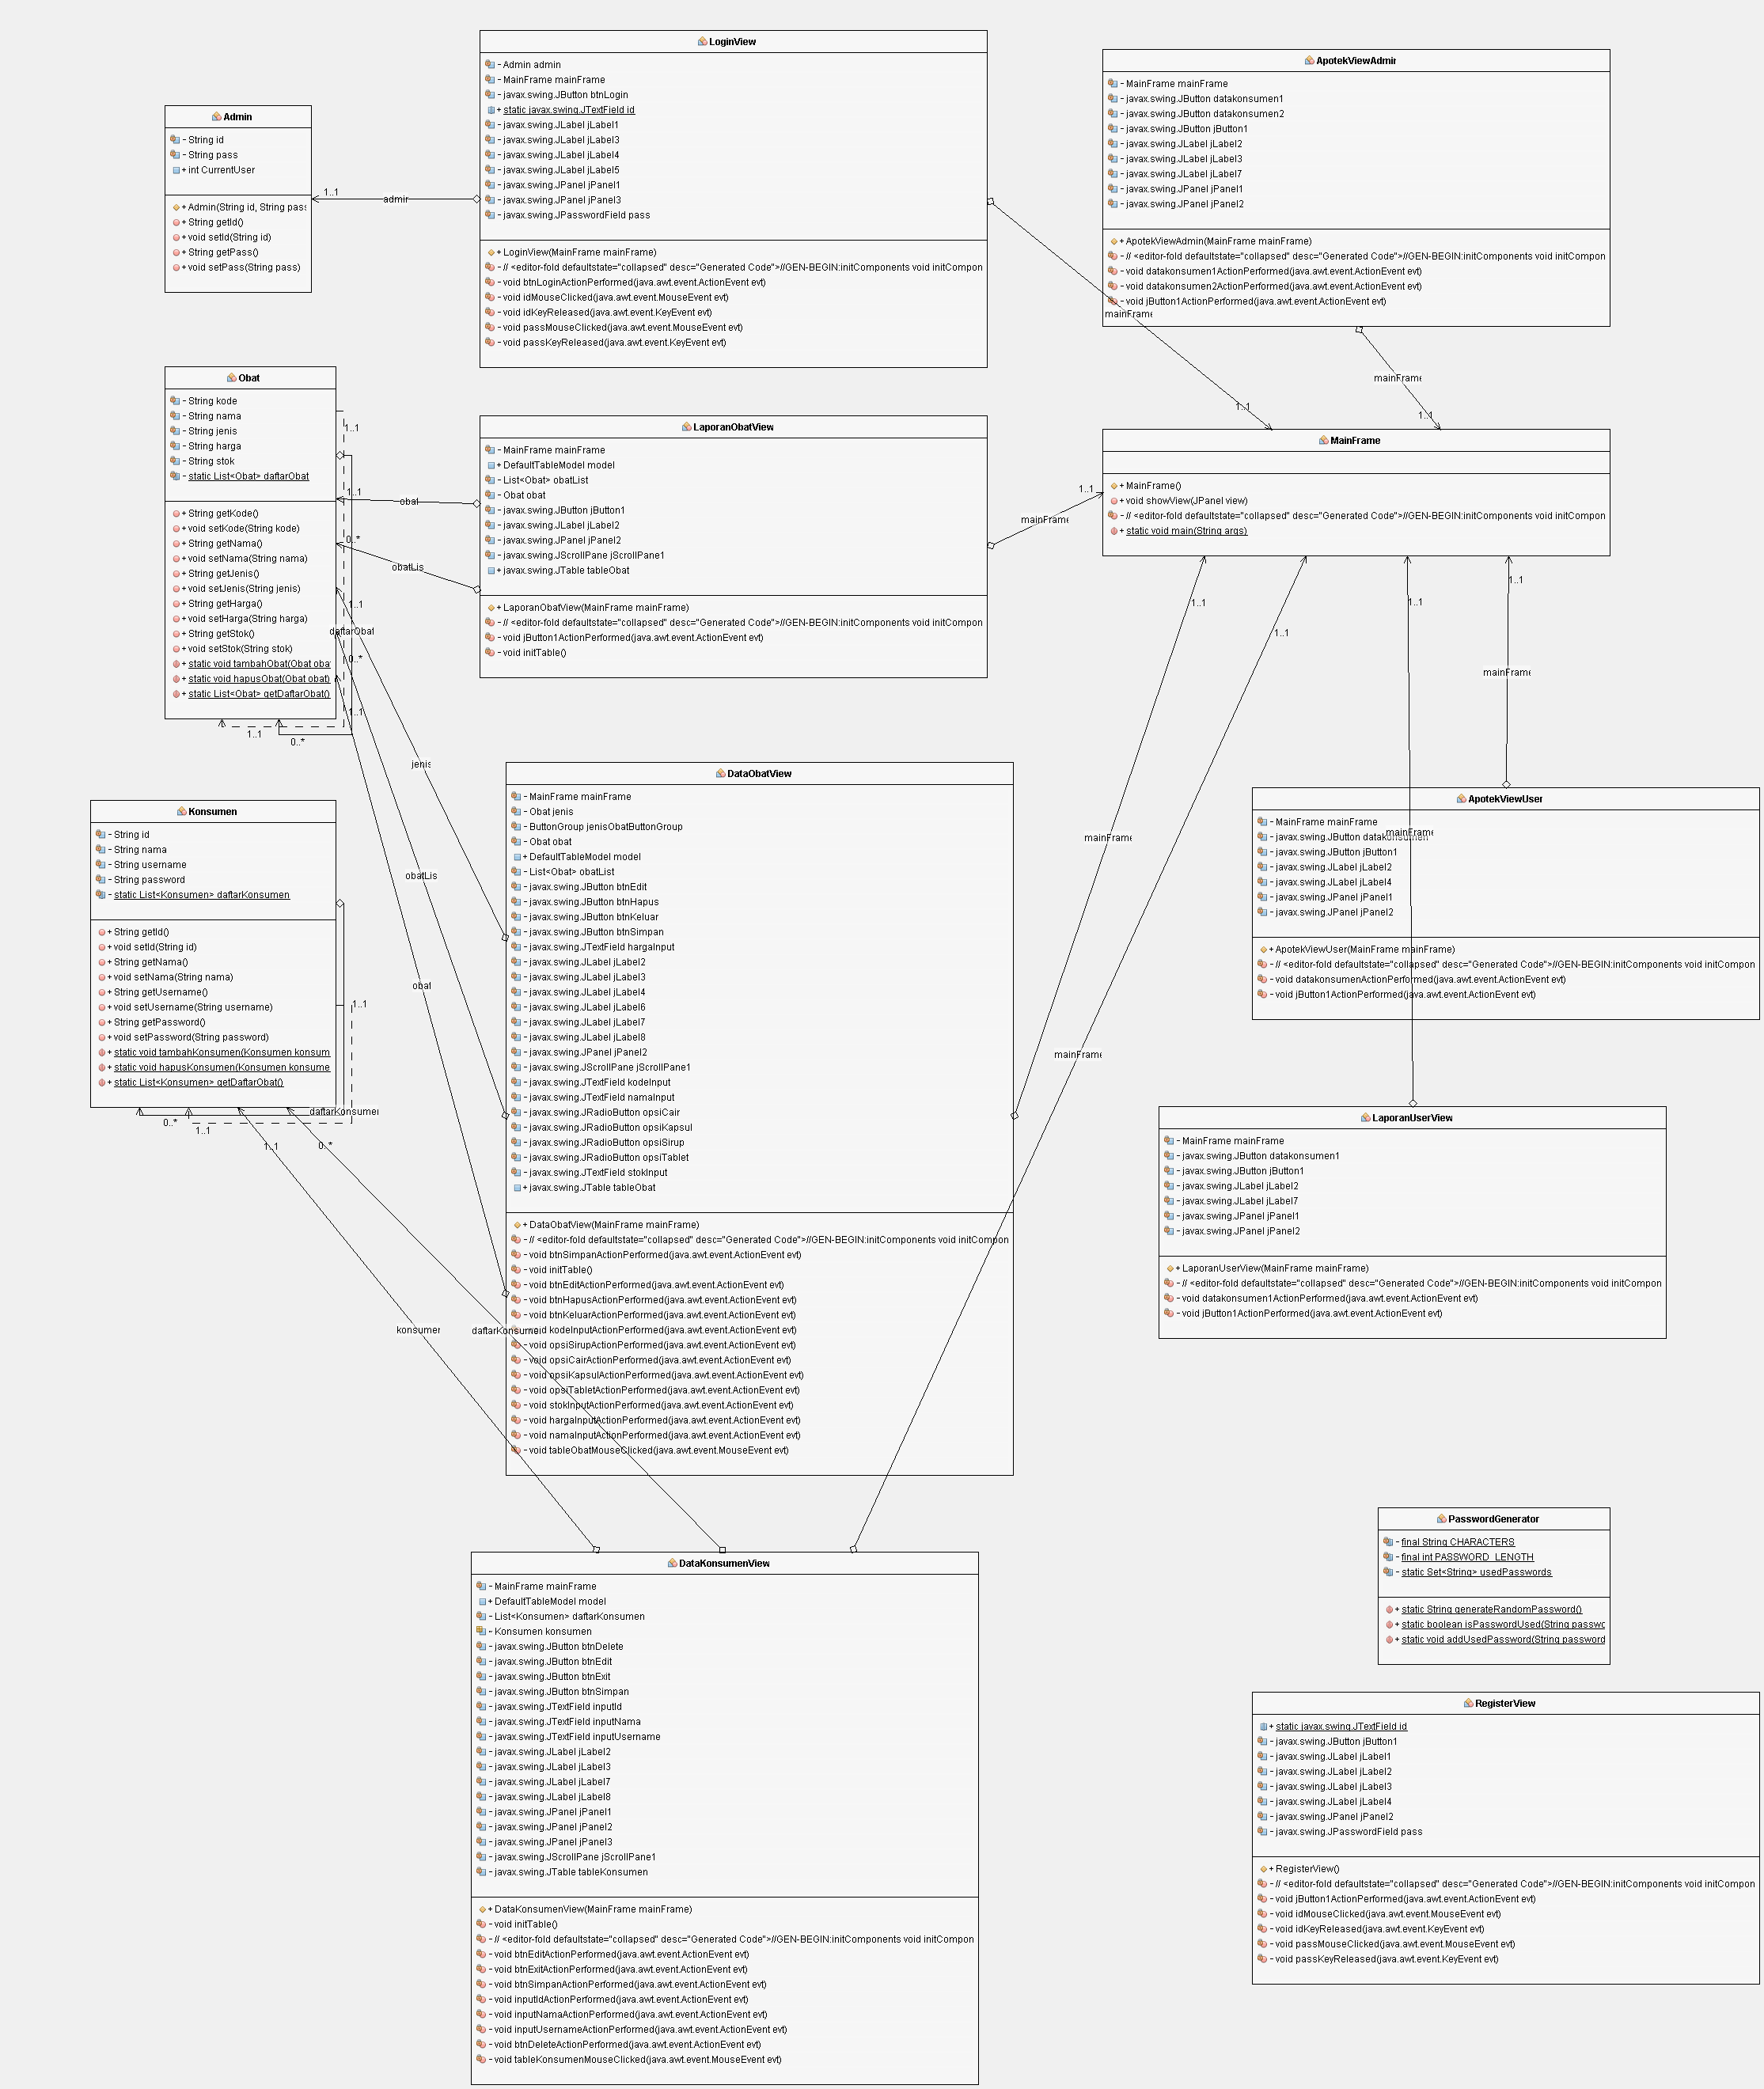 LoginView
- Admin admin
- MainFrame mainFrame
- javax.swing.JButton btnLogin
+ static javax.swing.JTextField id
- javax.swing.JLabel jLabel1
- javax.swing.JLabel jLabel3
- javax.swing.JLabel jLabel4
- javax.swing.JLabel jLabel5
- javax.swing.JPanel jPanel1
- javax.swing.JPanel jPanel3
- javax.swing.JPasswordField pass
+ LoginView(MainFrame mainFrame)
- // <editor-fold defaultstate="collapsed" desc="Generated Code">//GEN-BEGIN:initComponents void initCompon
- void btnLoginActionPerformed(java.awt.event.ActionEvent evt)
- void idMouseClicked(java.awt.event.MouseEvent evt)
- void idKeyReleased(java.awt.event.KeyEvent evt)
- void passMouseClicked(java.awt.event.MouseEvent evt)
- void passKeyReleased(java.awt.event.KeyEvent evt)
ApotekViewAdmin
- MainFrame mainFrame
- javax.swing.JButton datakonsumen1
- javax.swing.JButton datakonsumen2
- javax.swing.JButton jButton1
- javax.swing.JLabel jLabel2
- javax.swing.JLabel jLabel3
- javax.swing.JLabel jLabel7
- javax.swing.JPanel jPanel1
- javax.swing.JPanel jPanel2
+ ApotekViewAdmin(MainFrame mainFrame)
- // <editor-fold defaultstate="collapsed" desc="Generated Code">//GEN-BEGIN:initComponents void initCompon
- void datakonsumen1ActionPerformed(java.awt.event.ActionEvent evt)
- void datakonsumen2ActionPerformed(java.awt.event.ActionEvent evt)
- void jButton1ActionPerformed(java.awt.event.ActionEvent evt)
Admin
- String id
- String pass
+ int CurrentUser
+ Admin(String id, String pass
+ String getId()
+ void setId(String id)
+ String getPass()
+ void setPass(String pass)
1..1
admir
mainFrame
mainFrame
1..1
1..1
Obat
- String kode
- String nama
- String jenis
- String harga
- String stok
- static List<Obat> daftarObat
+ String getKode()
+ void setKode(String kode)
+ String getNama()
+ void setNama(String nama)
+ String getJenis()
+ void setJenis(String jenis)
+ String getHarga()
+ void setHarga(String harga)
+ String getStok()
+ void setStok(String stok)
+ static void tambahObat(Obat obat
+ static void hapusObat(Obat obat)
+ static List<Obat> getDaftarObat()
1..1
1..1
0..*
1..1
daftarObat
0..*
1..1
1..1
0..*
obat
obatLis
LaporanObatView
- MainFrame mainFrame
+ DefaultTableModel model
- List<Obat> obatList
- Obat obat
- javax.swing.JButton jButton1
- javax.swing.JLabel jLabel2
- javax.swing.JPanel jPanel2
- javax.swing.JScrollPane jScrollPane1
+ javax.swing.JTable tableObat
+ LaporanObatView(MainFrame mainFrame)
- // <editor-fold defaultstate="collapsed" desc="Generated Code">//GEN-BEGIN:initComponents void initCompon
- void jButton1ActionPerformed(java.awt.event.ActionEvent evt)
- void initTable()
1..1
mainFrame
MainFrame
+ MainFrame()
+ void showView(JPanel view)
- // <editor-fold defaultstate="collapsed" desc="Generated Code">//GEN-BEGIN:initComponents void initCompon
+ static void main(String args)
1..1
1..1
1..1
1..1
mainFrame
mainFrame
mainFrame
mainFrame
jenis
obatLis
obat
DataObatView
- MainFrame mainFrame
- Obat jenis
- ButtonGroup jenisObatButtonGroup
- Obat obat
+ DefaultTableModel model
- List<Obat> obatList
- javax.swing.JButton btnEdit
- javax.swing.JButton btnHapus
- javax.swing.JButton btnKeluar
- javax.swing.JButton btnSimpan
- javax.swing.JTextField hargaInput
- javax.swing.JLabel jLabel2
- javax.swing.JLabel jLabel3
- javax.swing.JLabel jLabel4
- javax.swing.JLabel jLabel6
- javax.swing.JLabel jLabel7
- javax.swing.JLabel jLabel8
- javax.swing.JPanel jPanel2
- javax.swing.JScrollPane jScrollPane1
- javax.swing.JTextField kodeInput
- javax.swing.JTextField namaInput
- javax.swing.JRadioButton opsiCair
- javax.swing.JRadioButton opsiKapsul
- javax.swing.JRadioButton opsiSirup
- javax.swing.JRadioButton opsiTablet
- javax.swing.JTextField stokInput
+ javax.swing.JTable tableObat
+ DataObatView(MainFrame mainFrame)
- // <editor-fold defaultstate="collapsed" desc="Generated Code">//GEN-BEGIN:initComponents void initCompon
- void btnSimpanActionPerformed(java.awt.event.ActionEvent evt)
- void initTable()
- void btnEditActionPerformed(java.awt.event.ActionEvent evt)
- void btnHapusActionPerformed(java.awt.event.ActionEvent evt)
- void btnKeluarActionPerformed(java.awt.event.ActionEvent evt)
- void kodeInputActionPerformed(java.awt.event.ActionEvent evt)
- void opsiSirupActionPerformed(java.awt.event.ActionEvent evt)
- void opsiCairActionPerformed(java.awt.event.ActionEvent evt)
- void opsiKapsulActionPerformed(java.awt.event.ActionEvent evt)
- void opsiTabletActionPerformed(java.awt.event.ActionEvent evt)
- void stokInputActionPerformed(java.awt.event.ActionEvent evt)
- void hargaInputActionPerformed(java.awt.event.ActionEvent evt)
- void namaInputActionPerformed(java.awt.event.ActionEvent evt)
- void tableObatMouseClicked(java.awt.event.MouseEvent evt)
Konsumen
- String id
- String nama
- String username
- String password
- static List<Konsumen> daftarKonsumen
+ String getId()
+ void setId(String id)
+ String getNama()
+ void setNama(String nama)
+ String getUsername()
+ void setUsername(String username)
+ String getPassword()
+ void setPassword(String password)
+ static void tambahKonsumen(Konsumen konsum
+ static void hapusKonsumen(Konsumen konsume
+ static List<Konsumen> getDaftarObat()
1..1
daftarKonsumer
0..*
1..1
1..1
0..*
konsumer
daftarKonsumer
ApotekViewUser
- MainFrame mainFrame
- javax.swing.JButton datakonsumen
- javax.swing.JButton jButton1
- javax.swing.JLabel jLabel2
- javax.swing.JLabel jLabel4
- javax.swing.JPanel jPanel1
- javax.swing.JPanel jPanel2
+ ApotekViewUser(MainFrame mainFrame)
- // <editor-fold defaultstate="collapsed" desc="Generated Code">//GEN-BEGIN:initComponents void initCompon
- void datakonsumenActionPerformed(java.awt.event.ActionEvent evt)
- void jButton1ActionPerformed(java.awt.event.ActionEvent evt)
LaporanUserView
- MainFrame mainFrame
- javax.swing.JButton datakonsumen1
- javax.swing.JButton jButton1
- javax.swing.JLabel jLabel2
- javax.swing.JLabel jLabel7
- javax.swing.JPanel jPanel1
- javax.swing.JPanel jPanel2
+ LaporanUserView(MainFrame mainFrame)
- // <editor-fold defaultstate="collapsed" desc="Generated Code">//GEN-BEGIN:initComponents void initCompon
- void datakonsumen1ActionPerformed(java.awt.event.ActionEvent evt)
- void jButton1ActionPerformed(java.awt.event.ActionEvent evt)
PasswordGenerator
- final String CHARACTERS
- final int PASSWORD_LENGTH
- static Set<String> usedPasswords
+ static String generateRandomPassword()
+ static boolean isPasswordUsed(String passwo
+ static void addUsedPassword(String password
DataKonsumenView
- MainFrame mainFrame
+ DefaultTableModel model
- List<Konsumen> daftarKonsumen
- Konsumen konsumen
- javax.swing.JButton btnDelete
- javax.swing.JButton btnEdit
- javax.swing.JButton btnExit
- javax.swing.JButton btnSimpan
- javax.swing.JTextField inputId
- javax.swing.JTextField inputNama
- javax.swing.JTextField inputUsername
- javax.swing.JLabel jLabel2
- javax.swing.JLabel jLabel3
- javax.swing.JLabel jLabel7
- javax.swing.JLabel jLabel8
- javax.swing.JPanel jPanel1
- javax.swing.JPanel jPanel2
- javax.swing.JPanel jPanel3
- javax.swing.JScrollPane jScrollPane1
- javax.swing.JTable tableKonsumen
+ DataKonsumenView(MainFrame mainFrame)
- void initTable()
- // <editor-fold defaultstate="collapsed" desc="Generated Code">//GEN-BEGIN:initComponents void initCompon
- void btnEditActionPerformed(java.awt.event.ActionEvent evt)
- void btnExitActionPerformed(java.awt.event.ActionEvent evt)
- void btnSimpanActionPerformed(java.awt.event.ActionEvent evt)
- void inputIdActionPerformed(java.awt.event.ActionEvent evt)
- void inputNamaActionPerformed(java.awt.event.ActionEvent evt)
- void inputUsernameActionPerformed(java.awt.event.ActionEvent evt)
- void btnDeleteActionPerformed(java.awt.event.ActionEvent evt)
- void tableKonsumenMouseClicked(java.awt.event.MouseEvent evt)
RegisterView
+ static javax.swing.JTextField id
- javax.swing.JButton jButton1
- javax.swing.JLabel jLabel1
- javax.swing.JLabel jLabel2
- javax.swing.JLabel jLabel3
- javax.swing.JLabel jLabel4
- javax.swing.JPanel jPanel2
- javax.swing.JPasswordField pass
+ RegisterView()
- // <editor-fold defaultstate="collapsed" desc="Generated Code">//GEN-BEGIN:initComponents void initCompon
- void jButton1ActionPerformed(java.awt.event.ActionEvent evt)
- void idMouseClicked(java.awt.event.MouseEvent evt)
- void idKeyReleased(java.awt.event.KeyEvent evt)
- void passMouseClicked(java.awt.event.MouseEvent evt)
- void passKeyReleased(java.awt.event.KeyEvent evt)